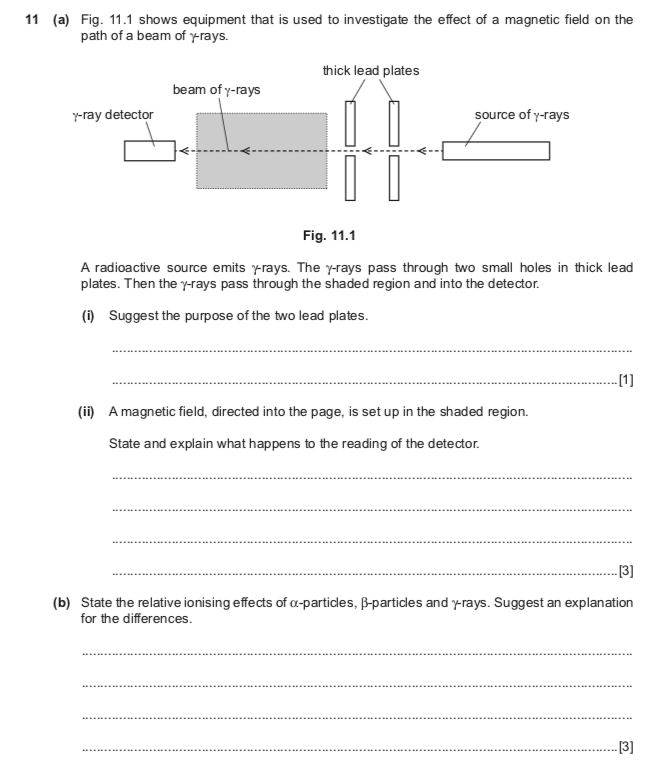 11 (a) Fig. 11.1 shows equipment that is used to investigate the effect of a magnetic field on the
path of a beam of γ-rays.
thick lead plates
beam of γ-rays
γ-ray detector
source of γ-rays
Fig. 11.1
A radioactive source emits γ-rays. The γ-rays pass through two small holes in thick lead
plates. Then the γ-rays pass through the shaded region and into the detector.
(i) Suggest the purpose of the two lead plates.
[1]
(ii) A magnetic field, directed into the page, is set up in the shaded region.
State and explain what happens to the reading of the detector.
[3]
(b) State the relative ionising effects of α-particles, β-particles and γ-rays. Suggest an explanation
for the differences.
[3]